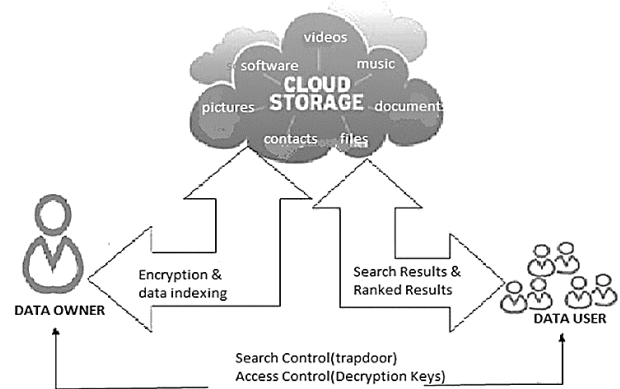 videos
software
music
CLOUD
STORAGE
pictures
document
contacts
files
Encryption &
data indexing
Search Results &
Ranked Results
DATA OWNER
DATA USER
Search Control(trapdoor)
Access Control(Decryption Keys)